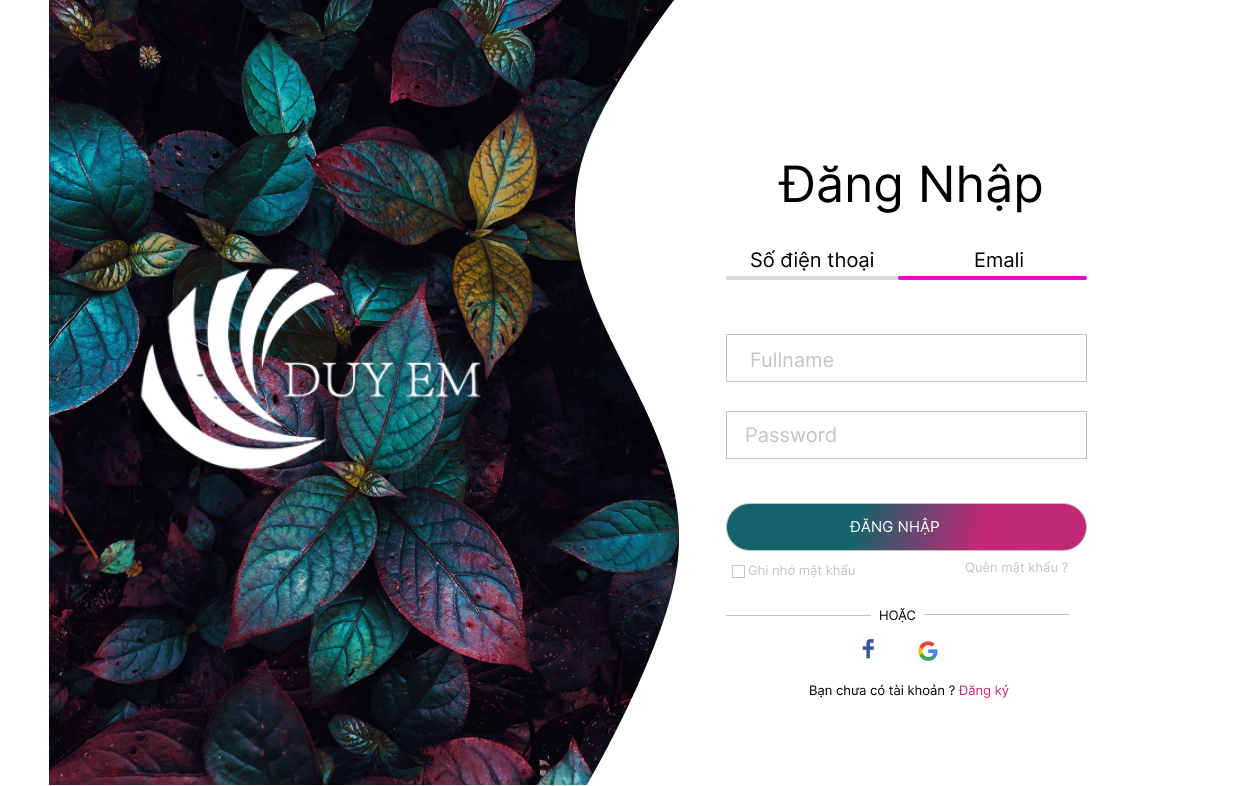 DUY EM
Đăng Nhập
Số điện thoại
Emali
Fullname
Password
ĐĂNG NHẬP
Ghi nhớ mật khẩu
Quên mật khẩu ?
HOẶC
Bạn chưa có tài khoản ? Đăng ký